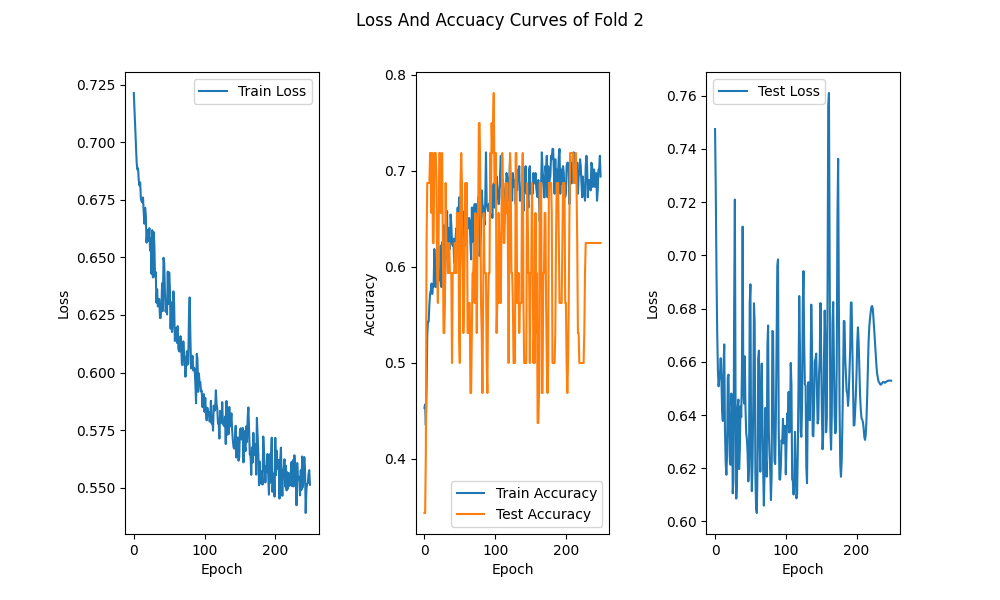 Loss And Accuacy Curves of Fold 2
Train Loss
Loss
0.725
0.700
0.675
0.650
0.625
0.600
0.575
0.550
0
100
200
Epoch
Accuracy
0.8
0.7
0.6
0.5
0.4
Train Accuracy
Test Accuracy
0
100
200
Epoch
Test Loss
Loss
0.76
0.74
0.72
0.70
0.68
0.66
0.64
0.62
0.60
0
100
200
Epoch